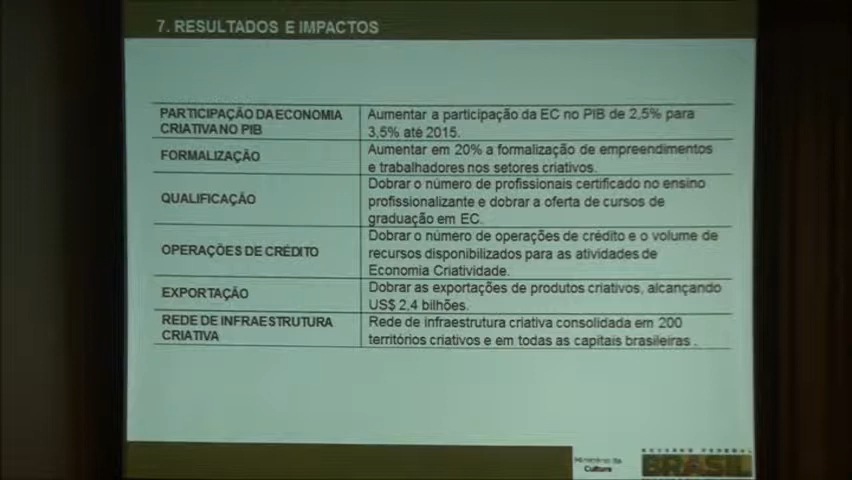 7. RESULTADOS E IMPACTOS
PARTICIPAÇÃO DA ECONOMIA
CRIATIVA NO PIB
Aumentar a participação da EC no PIB de 2,5% para
3,5% até 2015.
FORMALIZAÇÃO
Aumentar em 20% a formalização de empreendimentos
e trabalhadores nos setores criativos.
QUALIFICAÇÃO
Dobrar o número de profissionais certificado no ensino
profissionalizante e dobrar a oferta de cursos de
graduação em EC.
OPERAÇÕES DE CRÉDITO
Dobrar o número de operações de crédito e o volume de
recursos disponibilizados para as atividades de
Economia Criatividade.
EXPORTAÇÃO
Dobrar as exportações de produtos criativos, alcançando
US$ 2,4 bilhões.
REDE DE INFRAESTRUTURA
CRIATIVA
Rede de infraestrutura criativa consolidada em 200
territórios criativos e em todas as capitais brasileiras .
Ministério da
Cultura
GOVERNO FEDERAL
BRASIL